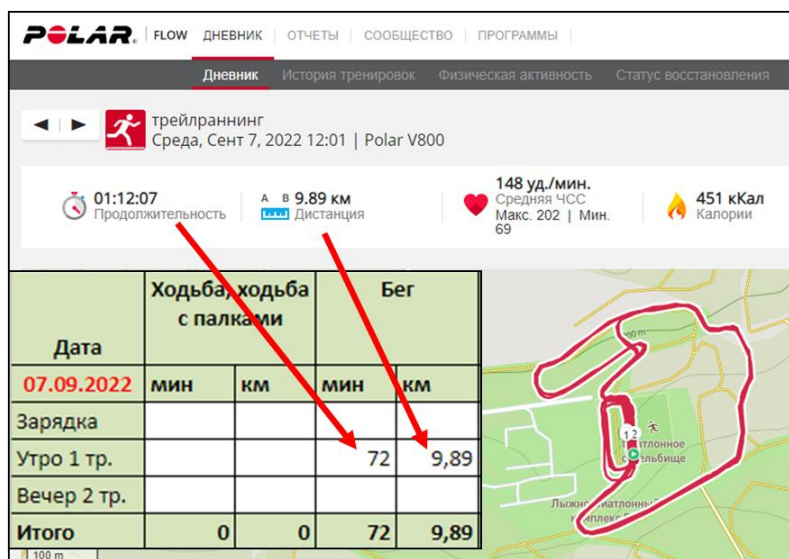 POLAR. FLOW ДНЕВНИК ОТЧЕТЫ СООБЩЕСТВО ПРОГРАММЫ
Дневник История тренировок Физическая активность Статус восстановления
трейлраннинг
Среда, Сент 7, 2022 12:01 | Polar V800
01:12:07
Продолжительность
A B 9.89 км
Дистанция
148 уд./мин.
Средняя ЧСС
Макс. 202 | Мин.
69
451 кКал
Калории
Ходьба, ходьба
с палками
Бег
Дата
07.09.2022 мин км мин км
Зарядка
Утро 1 тр. 72 9,89
Вечер 2 тр.
Итого 0 0 72 9,89
1 2
100 m